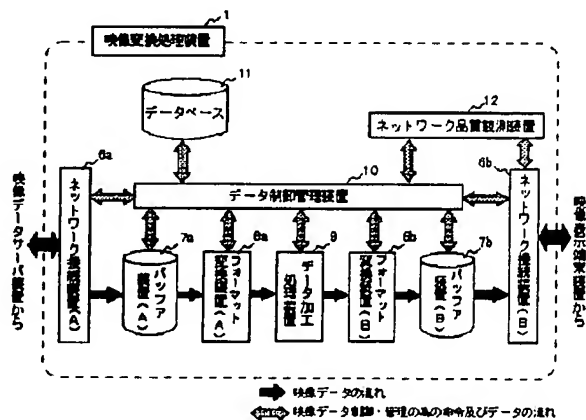 1
映像変換処理装置
11
データベース
12
ネットワーク品質観測装置
6a
6b
10
データ制御管理装置
映像データサーバ装置から
ネットワーク接続装置(A)
7a
バッファ装置(A)
8a
フォーマット変換装置(A)
9
データ加工処理装置
8b
フォーマット変換装置(B)
7b
バッファ装置(B)
ネットワーク接続装置(B)
映像表示端末装置から
映像データの流れ
映像データ制御・管理の為の命令及びデータの流れ